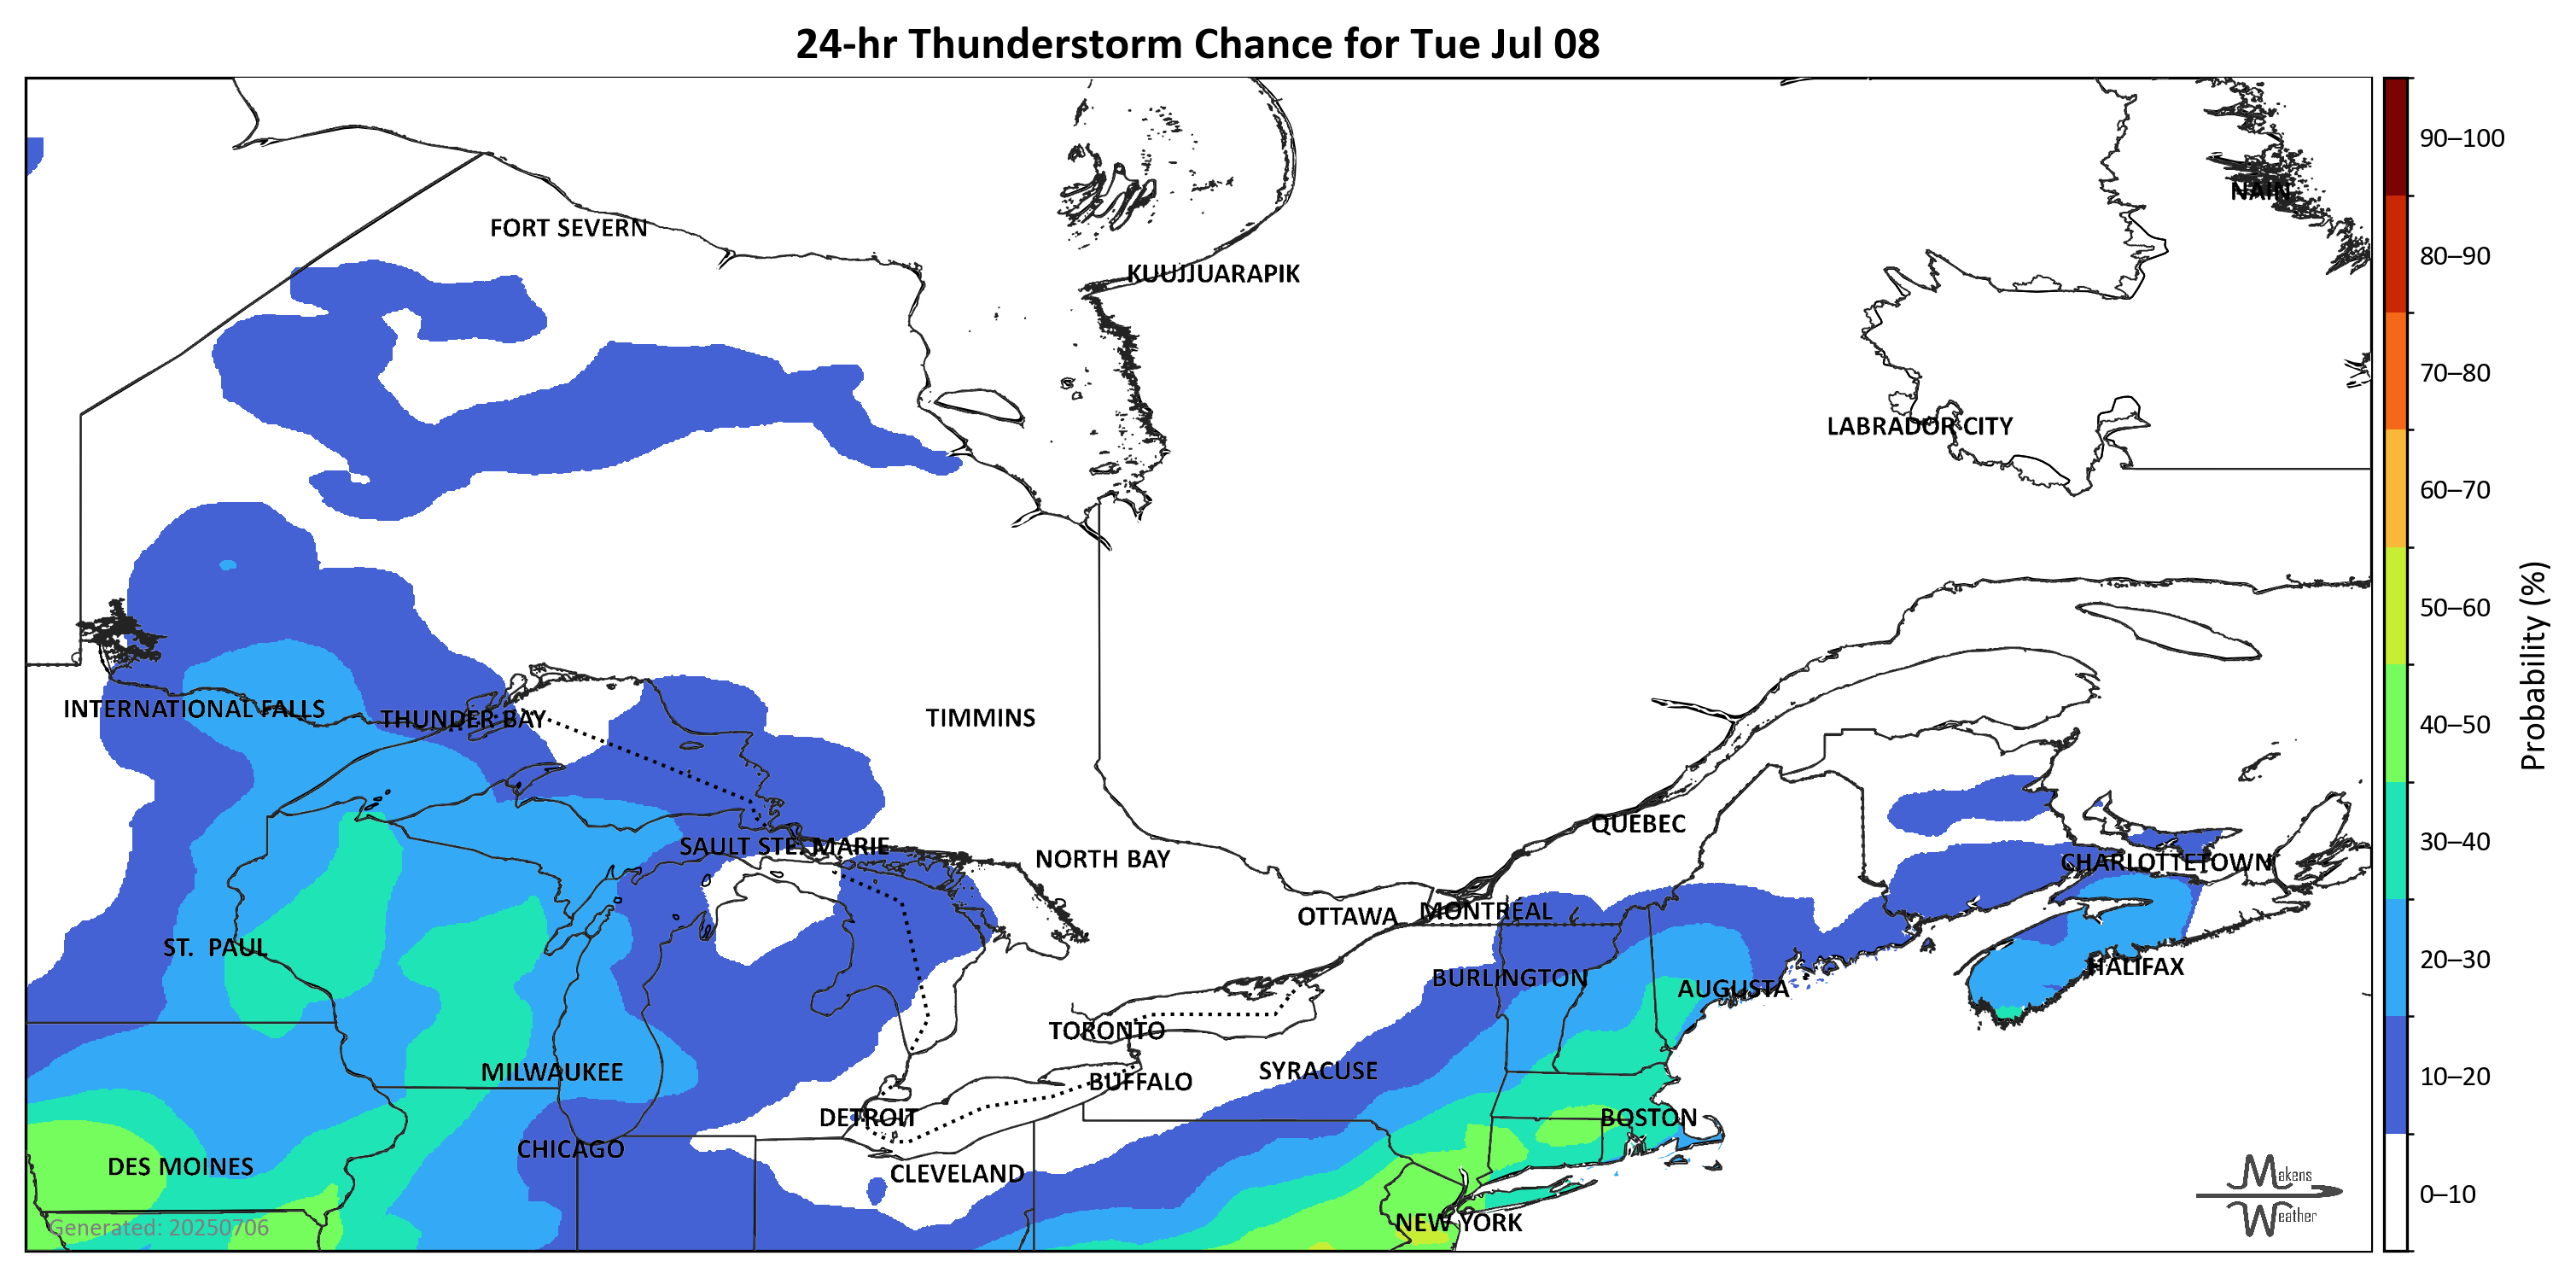 24-hr Thunderstorm Chance for Tue Jul 08
NAIN
FORT SEVERN
KUUJJUARAPIK
LABRADOR CITY
INTERNATIONAL FALLS
THUNDER BAY
TIMMINS
QUEBEC
SAULT STE. MARIE
NORTH BAY
CHARLOTTETOWN
OTTAWA
MONTRÉAL
ST. PAUL
HALIFAX
BURLINGTON
AUGUSTA
TORONTO
SYRACUSE
MILWAUKEE
BUFFALO
DETROIT
BOSTON
CHICAGO
DES MOINES
CLEVELAND
NEW YORK
Generated: 20250706
Makens
Weather
90–100
80–90
70–80
60–70
50–60
40–50
30–40
20–30
10–20
0–10
Probability (%)